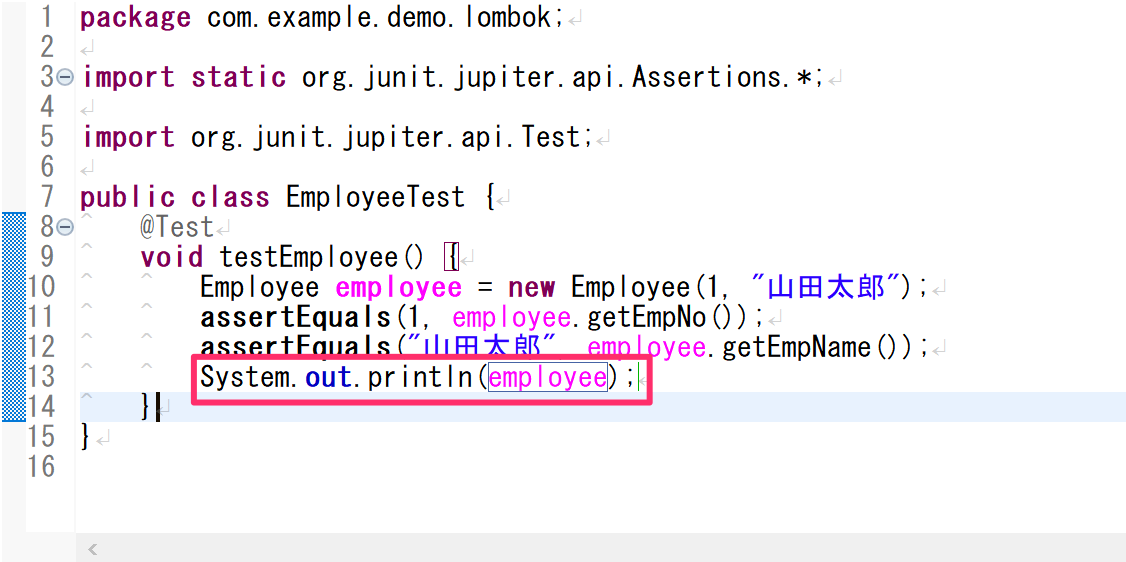 1 package com.example.demo.lombok;
2
3 import static org.junit.jupiter.api.Assertions.*;
4
5 import org.junit.jupiter.api.Test;
6
7 public class EmployeeTest {
8 @Test
9 void testEmployee() {
10 Employee employee = new Employee(1, "山田太郎");
11 assertEquals(1, employee.getEmpNo());
12 assertEquals("山田太郎", employee.getEmpName());
13 System.out.println(employee);
14 }
15 }
16